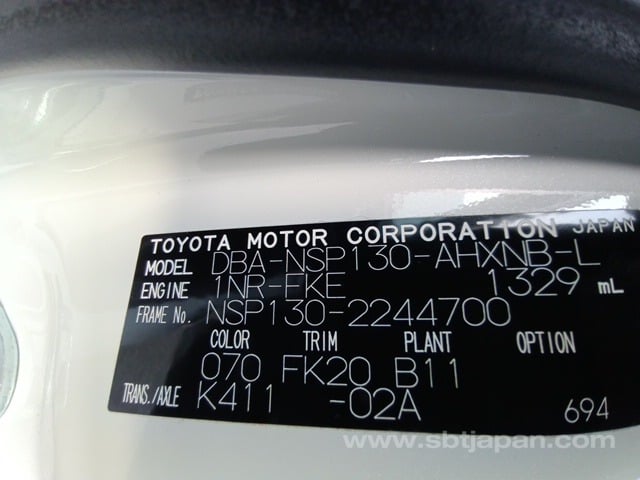 TOYOTA MOTOR CORPORATION JAPAN
MODEL DBA-NSP130-AHXNB-L
ENGINE 1NR-FKE 1329 mL
FRAME No. NSP130-2244700
COLOR TRIM PLANT OPTION
070 FK20 B11
TRANS./AXLE K411 -02A 694
www.sbtjapan.com